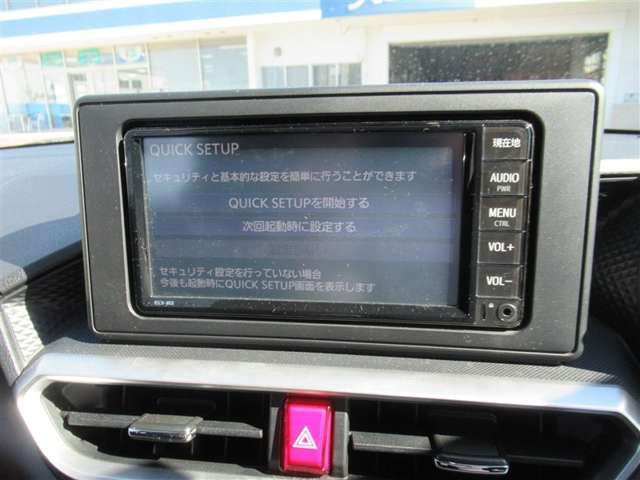 QUICK SETUP
セキュリティと基本的な設定を簡単に行うことができます
QUICK SETUPを開始する
次回起動時に設定する
セキュリティ設定を行っていない場合
今後も起動時にQUICK SETUP画面を表示します
現在地
AUDIO
PWR
MENU
CTRL
VOL+
VOL-